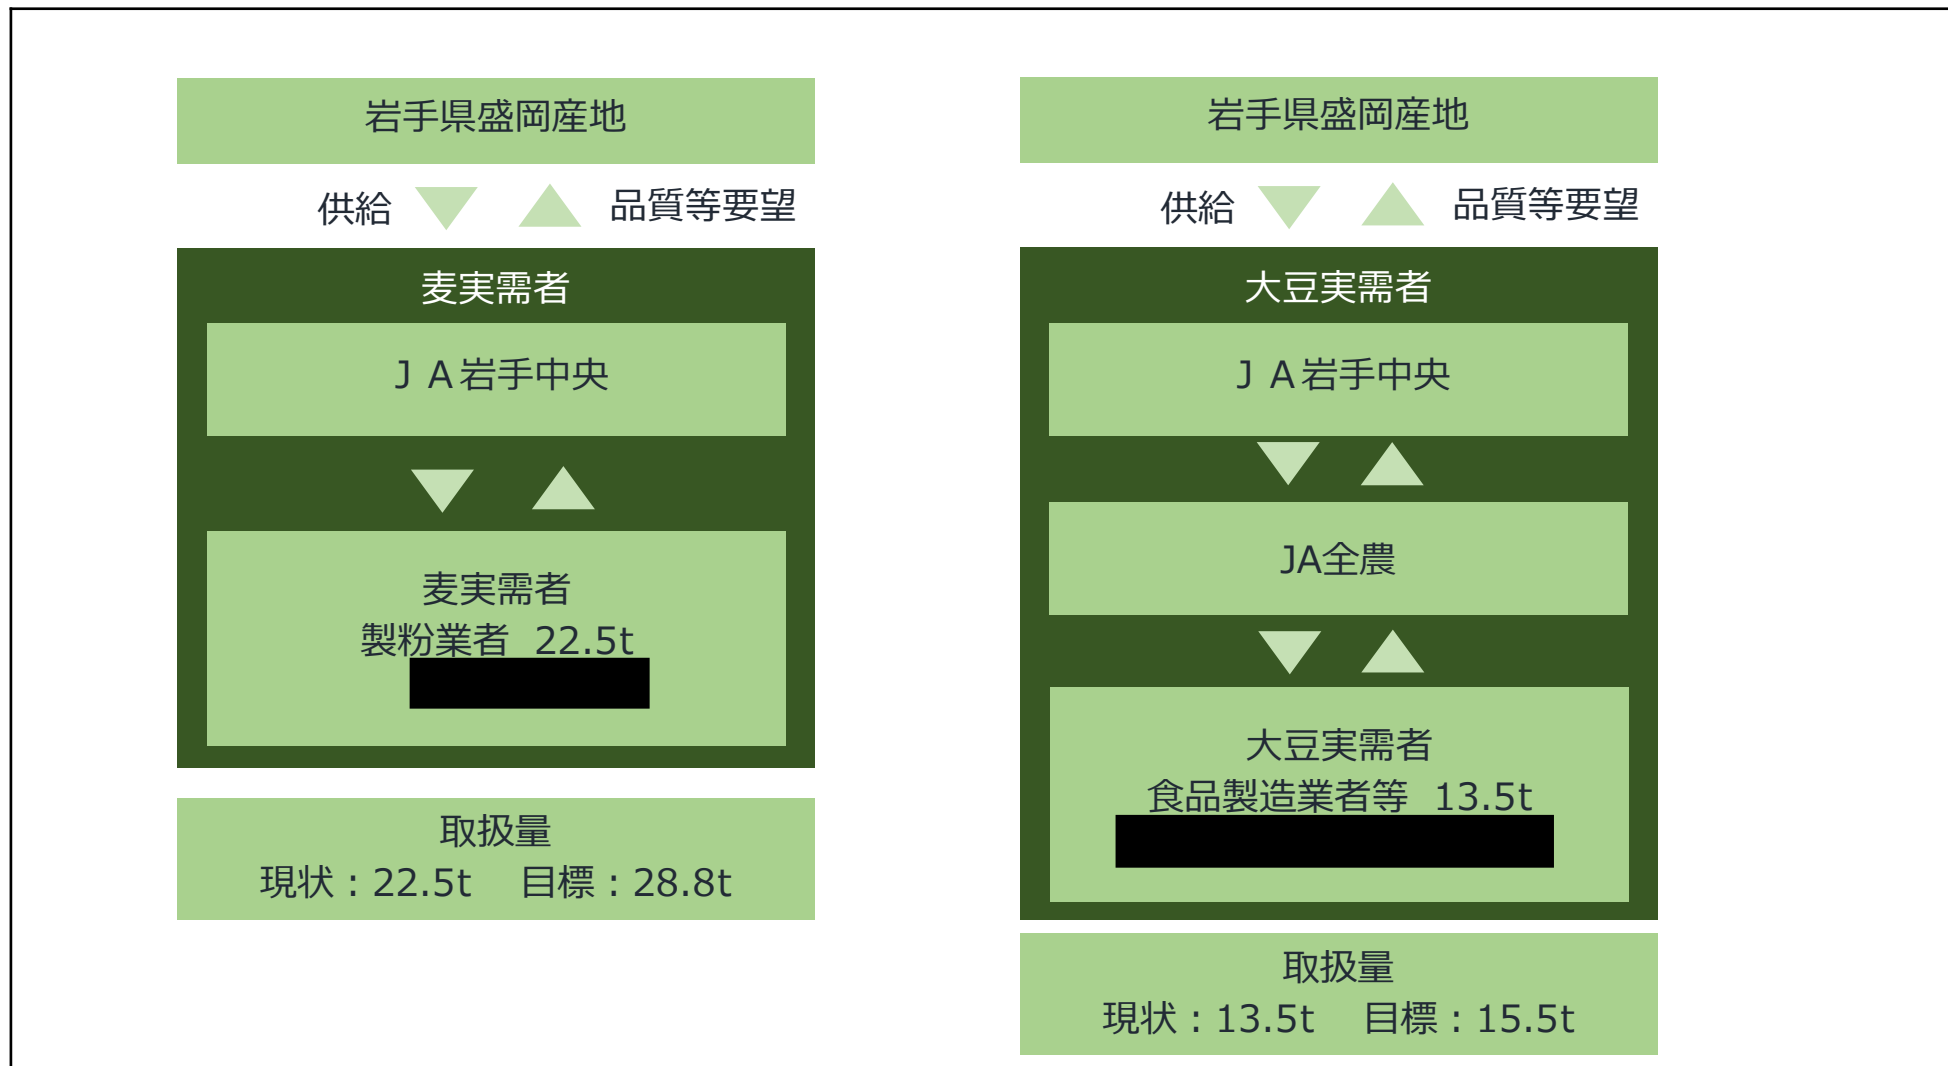 岩手県盛岡産地
供給
品質等要望
麦実需者
ＪＡ岩手中央
麦実需者
製粉業者 22.5t
取扱量
現状：22.5t 目標：28.8t
岩手県盛岡産地
供給
品質等要望
大豆実需者
ＪＡ岩手中央
JA全農
大豆実需者
食品製造業者等 13.5t
取扱量
現状：13.5t 目標：15.5t